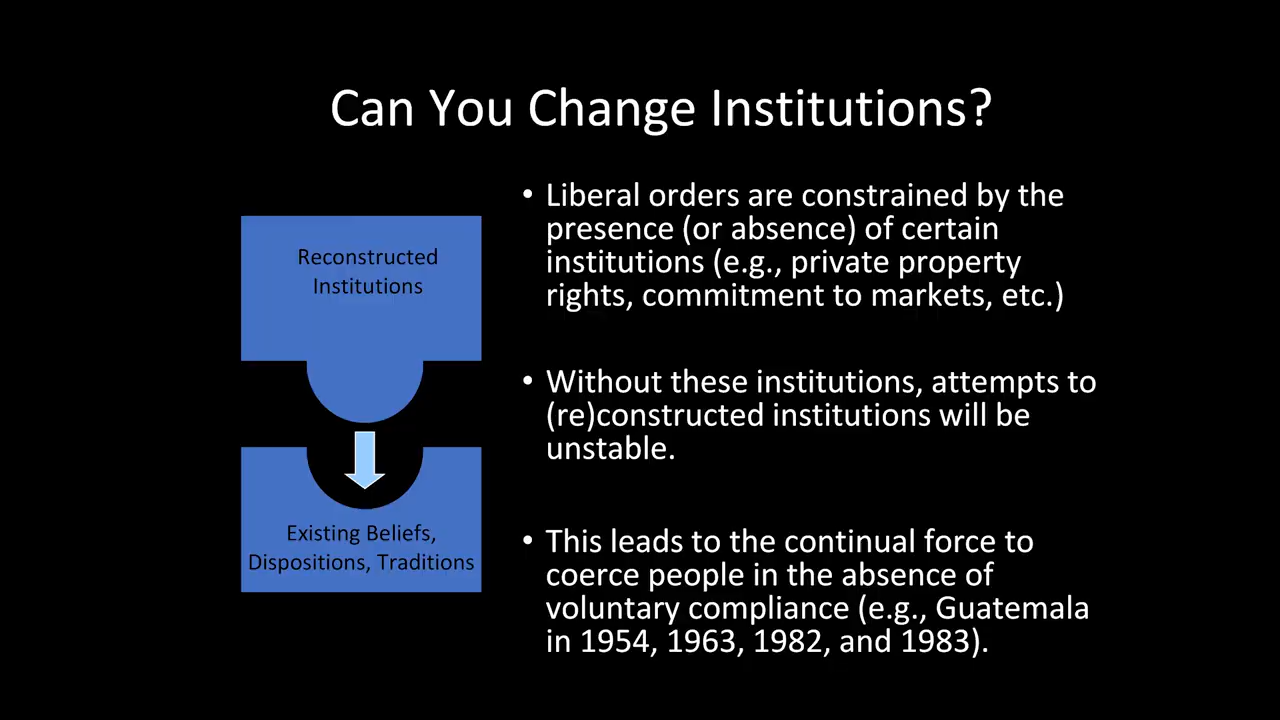 Can You Change Institutions?
Reconstructed
Institutions
Existing Beliefs,
Dispositions, Traditions
• Liberal orders are constrained by the
presence (or absence) of certain
institutions (e.g., private property
rights, commitment to markets, etc.)
• Without these institutions, attempts to
(re)constructed institutions will be
unstable.
• This leads to the continual force to
coerce people in the absence of
voluntary compliance (e.g., Guatemala
in 1954, 1963, 1982, and 1983).